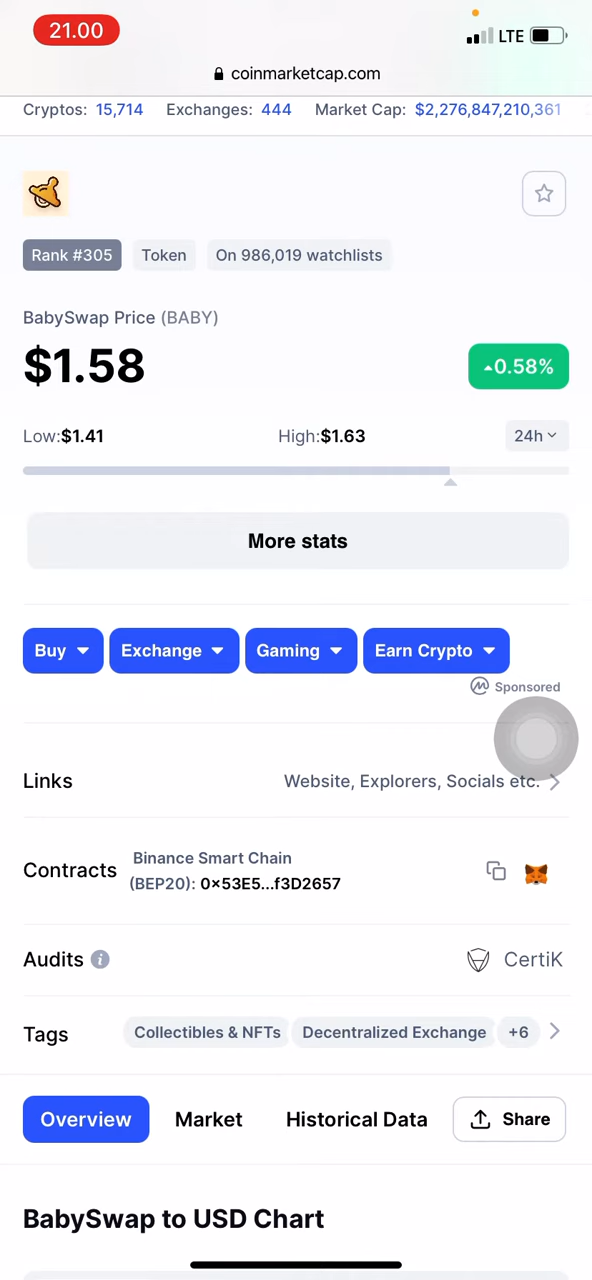 21.00
LTE
coinmarketcap.com
Cryptos: 15,714 Exchanges: 444 Market Cap: $2,276,847,210,361
Rank #305 Token On 986,019 watchlists
BabySwap Price (BABY)
$1.58 0.58%
Low:$1.41 High:$1.63 24h
More stats
Buy Exchange Gaming Earn Crypto
Sponsored
Links Website, Explorers, Socials etc.
Contracts Binance Smart Chain
(BEP20): 0x53E5...f3D2657
Audits i CertiK
Tags Collectibles & NFTs Decentralized Exchange +6
Overview Market Historical Data Share
BabySwap to USD Chart